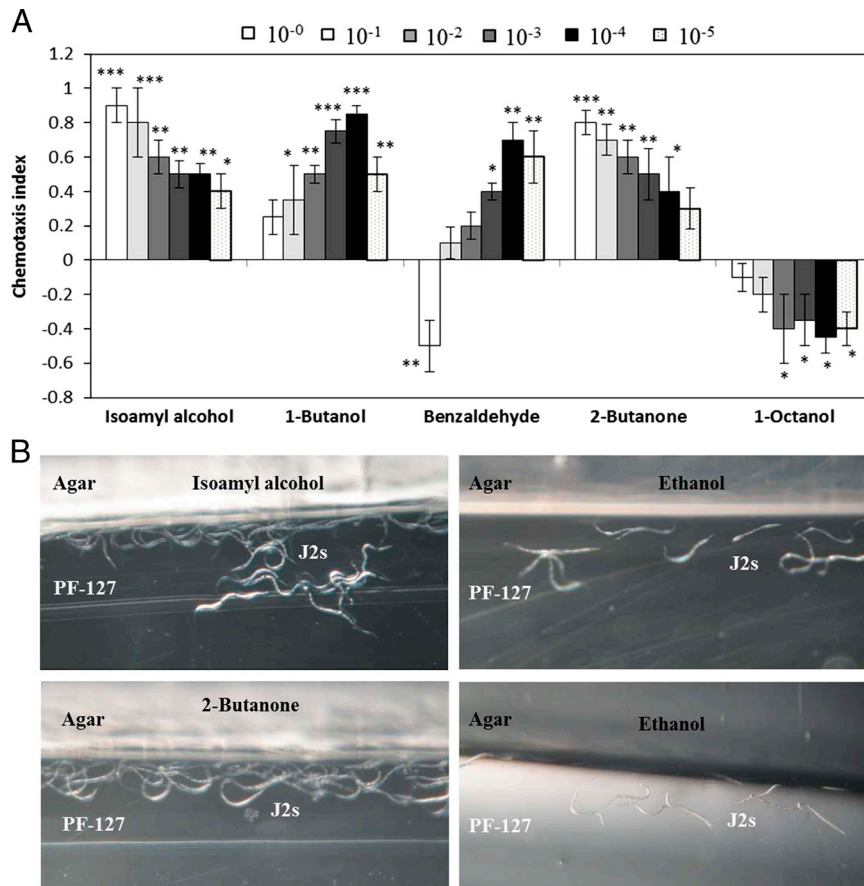 A
10-0 10-1 10-2 10-3 10-4 10-5
Chemotaxis index
1.2
1
0.8
0.6
0.4
0.2
0
-0.2
-0.4
-0.6
-0.8
*** *** ** ** ** *
* ** *** *** **
** * ** **
*** ** ** ** *
* * * *
Isoamyl alcohol 1-Butanol Benzaldehyde 2-Butanone 1-Octanol
B
Agar Isoamyl alcohol
J2s
PF-127
Agar Ethanol
J2s
PF-127
Agar 2-Butanone
J2s
PF-127
Agar Ethanol
J2s
PF-127